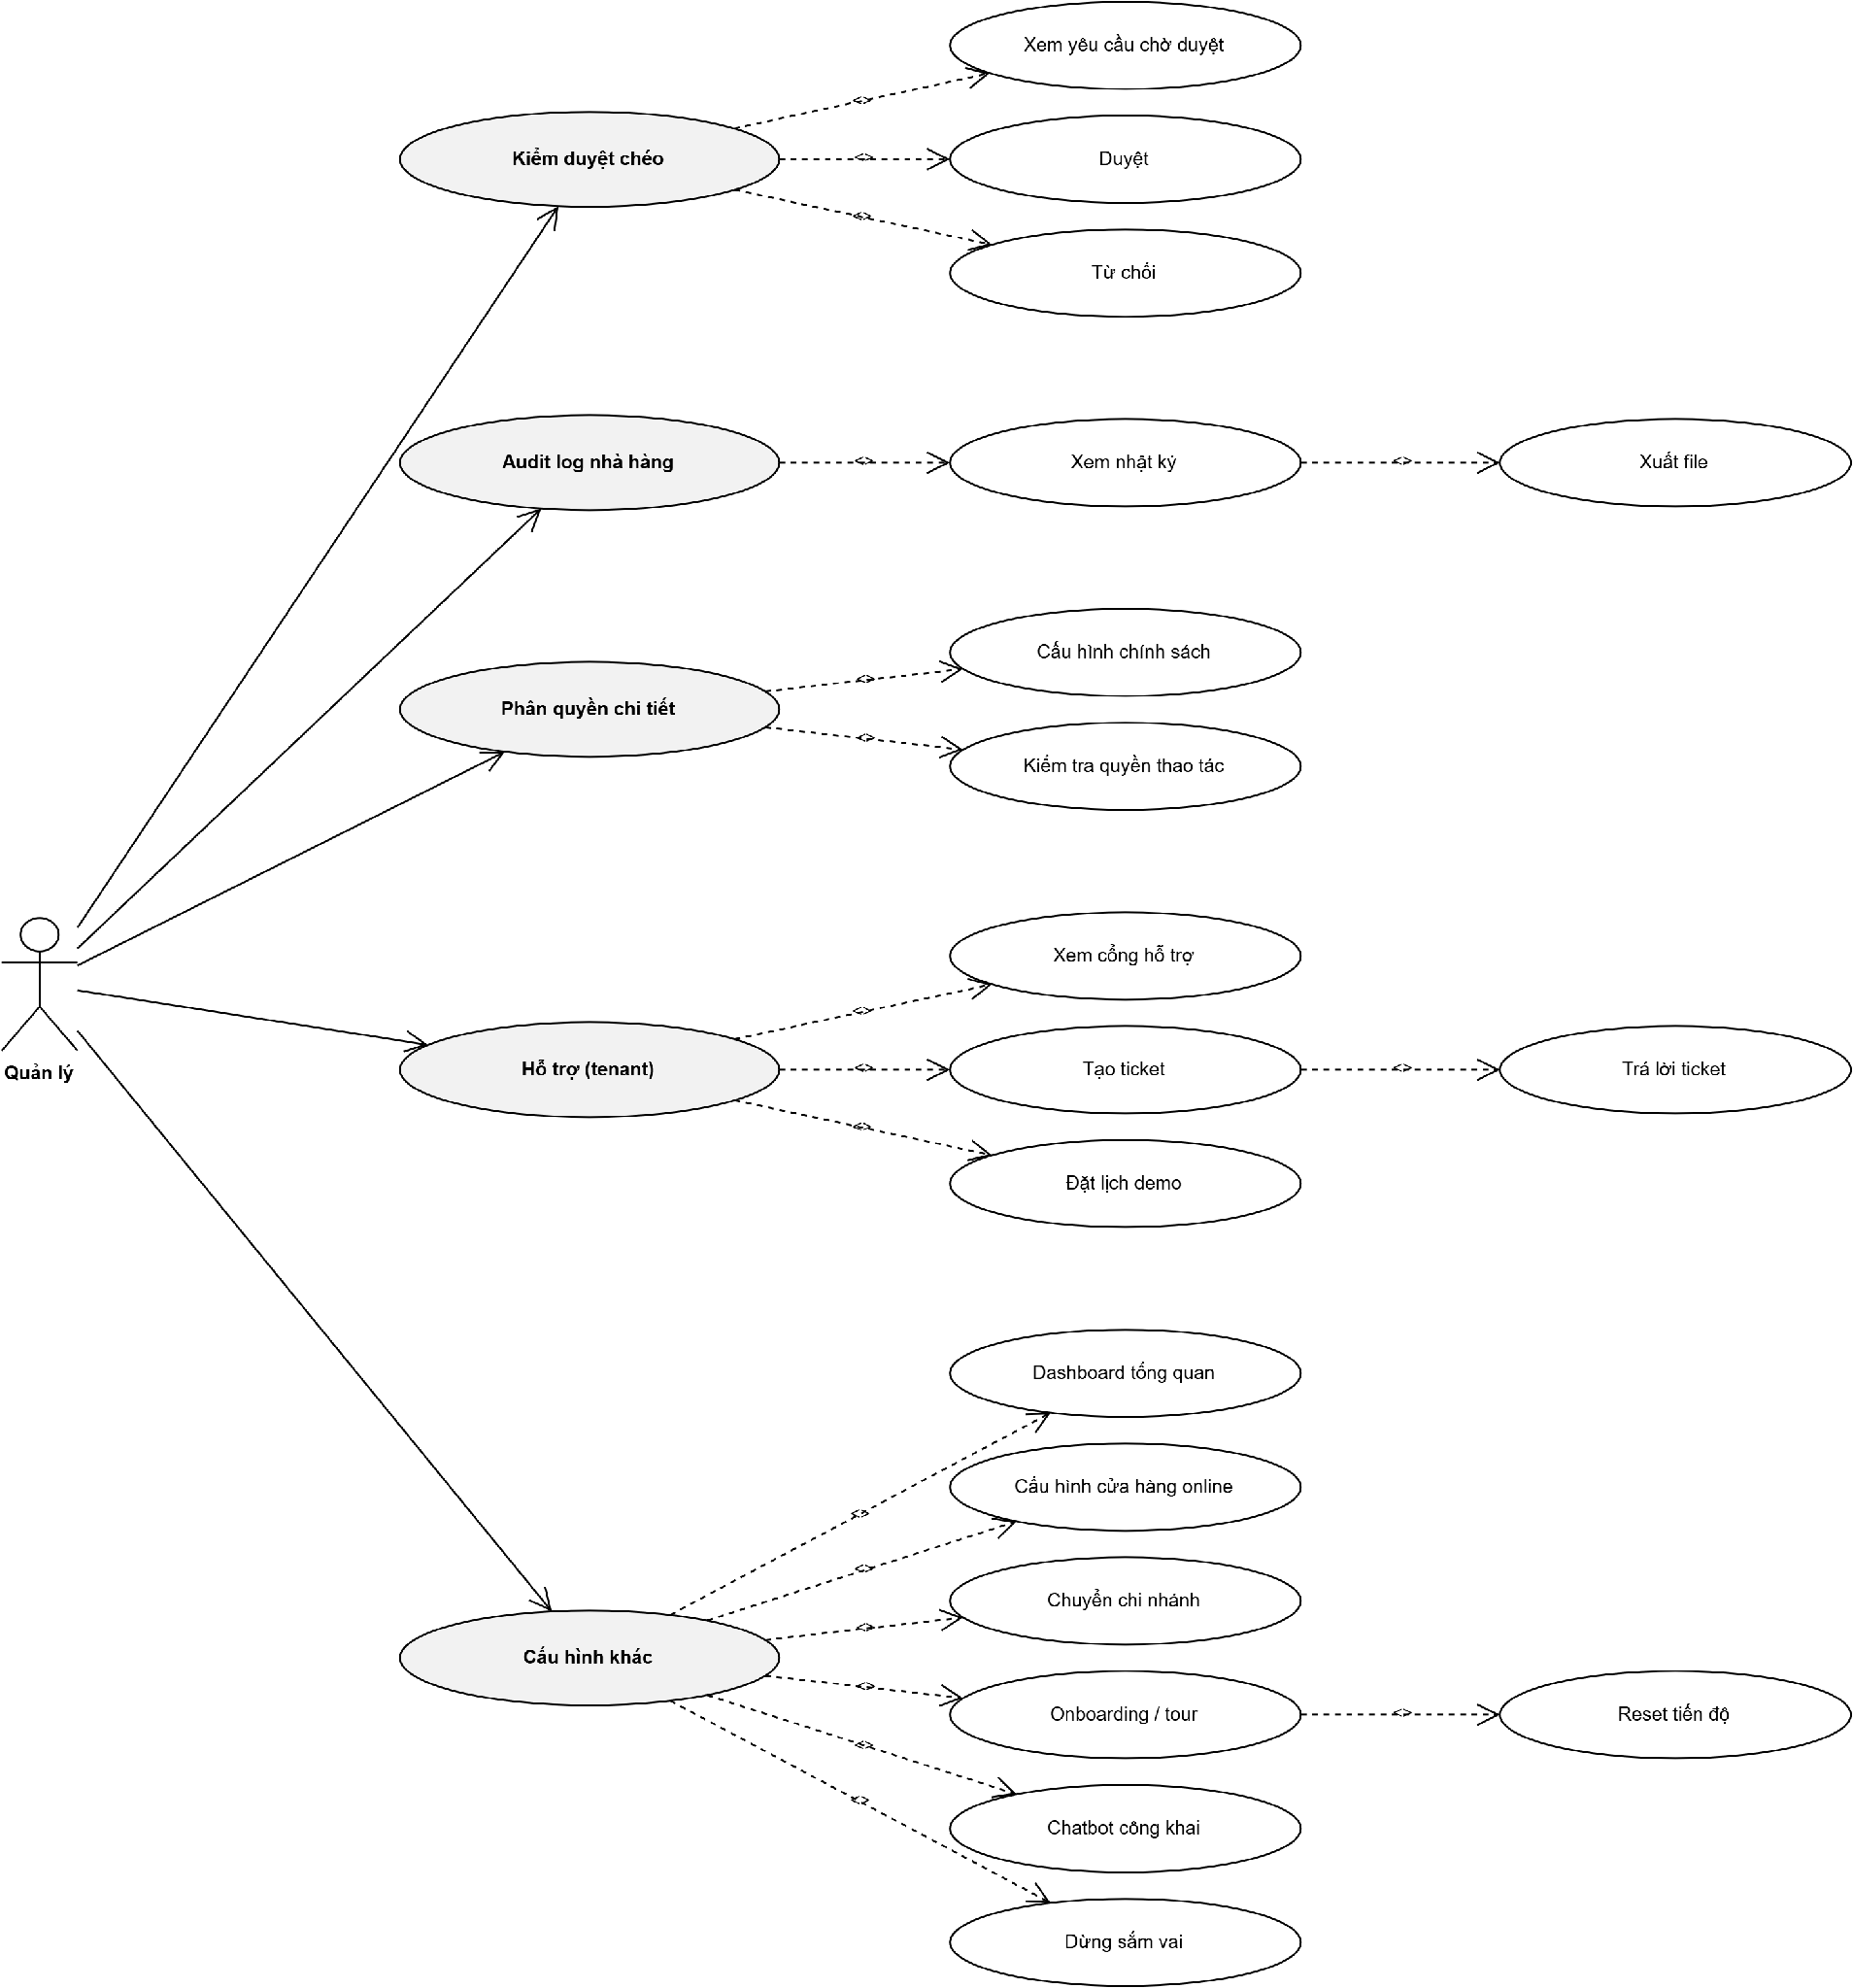 Xem yêu cầu chờ duyệt
<>
Kiểm duyệt chéo
<>
Duyệt
<>
Từ chối
Audit log nhà hàng
<>
Xem nhật ký
<>
Xuất file
Cấu hình chính sách
<>
Phân quyền chi tiết
<>
Kiểm tra quyền thao tác
Quản lý
Xem cổng hỗ trợ
<>
Hỗ trợ (tenant)
<>
Tạo ticket
<>
Trả lời ticket
<>
Đặt lịch demo
Dashboard tổng quan
<>
Cấu hình cửa hàng online
<>
Chuyển chi nhánh
<>
Cấu hình khác
<>
Onboarding / tour
<>
Reset tiến độ
<>
Chatbot công khai
<>
Dừng sắm vai